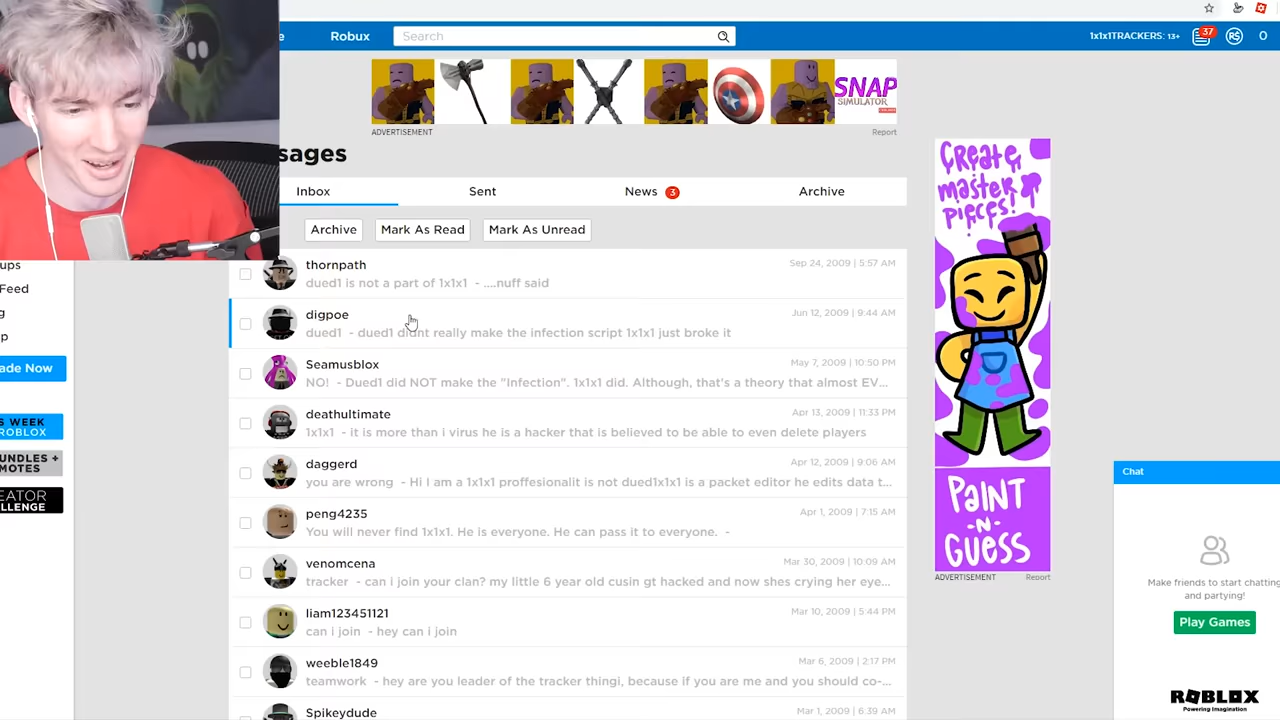 e
Robux
Search
1x1x1TRACKERS: 13+
37
R$
0
SNAP
SIMULATOR
ADVERTISEMENT
Report
sages
Inbox
Sent
News 3
Archive
Archive
Mark As Read
Mark As Unread
thornpath
Sep 24, 2009 | 5:57 AM
dued1 is not a part of 1x1x1 - ....nuff said
digpoe
Jun 12, 2009 | 9:44 AM
dued1 - dued1 didnt really make the infection script 1x1x1 just broke it
Seamusblox
May 7, 2009 | 10:50 PM
NO! - Dued1 did NOT make the "Infection". 1x1x1 did. Although, that's a theory that almost EV...
deathultimate
Apr 13, 2009 | 11:33 PM
1x1x1 - it is more than i virus he is a hacker that is believed to be able to even delete players
daggerd
Apr 12, 2009 | 9:06 AM
you are wrong - Hi I am a 1x1x1 proffesionalit is not dued1x1x1 is a packet editor he edits data t...
peng4235
Apr 1, 2009 | 7:15 AM
You will never find 1x1x1. He is everyone. He can pass it to everyone. -
venomcena
Mar 30, 2009 | 10:09 AM
tracker - can i join your clan? my little 6 year old cusin gt hacked and now shes crying her eye...
liam123451121
Mar 10, 2009 | 5:44 PM
can i join - hey can i join
weeble1849
Mar 6, 2009 | 2:17 PM
teamwork - hey are you leader of the tracker thingi, because if you are me and you should co-...
Spikeydude
Mar 1, 2009 | 6:39 AM
ups
Feed
g
p
ade Now
S WEEK
ROBLOX
UNDLES +
MOTES
EATOR
LLENGE
CREATE
MASTER
PIECES!
PAINT
-N-
GUESS
ADVERTISEMENT
Report
Chat
Make friends to start chatting
and partying!
Play Games
ROBLOX
Powering Imagination